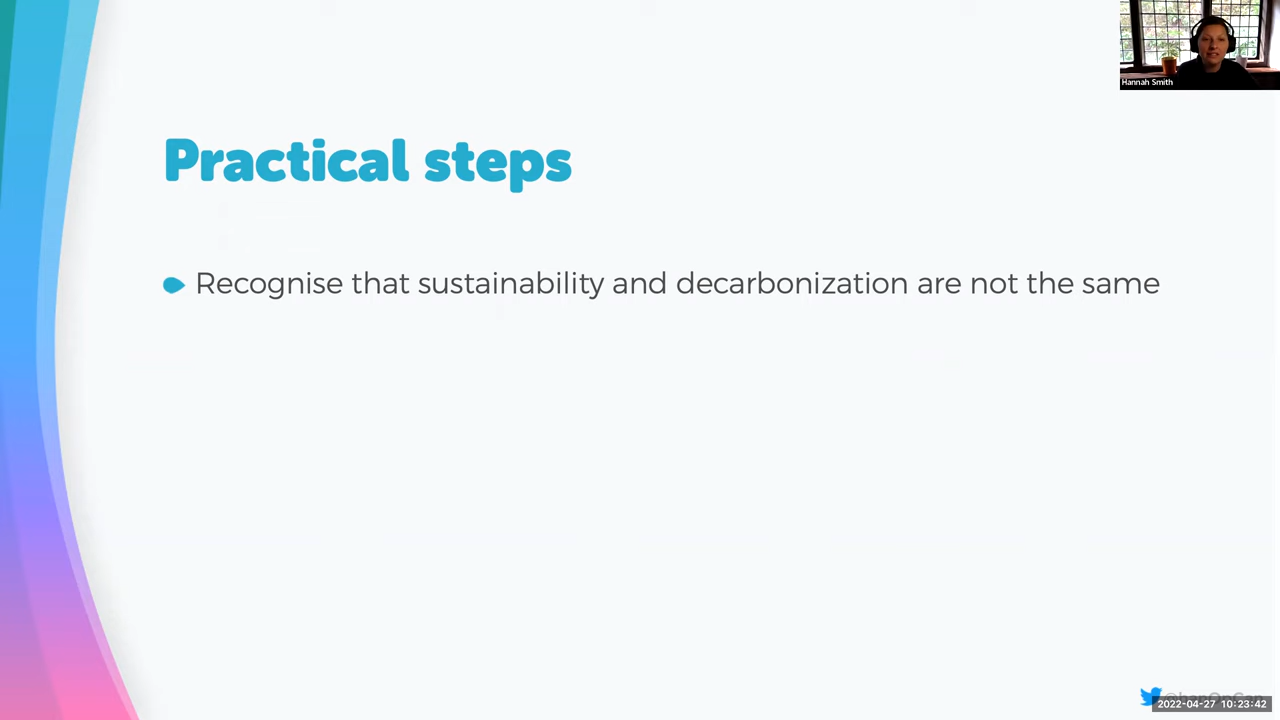 Hannah Smith
Practical steps
Recognise that sustainability and decarbonization are not the same
2022-04-27 10:23:42